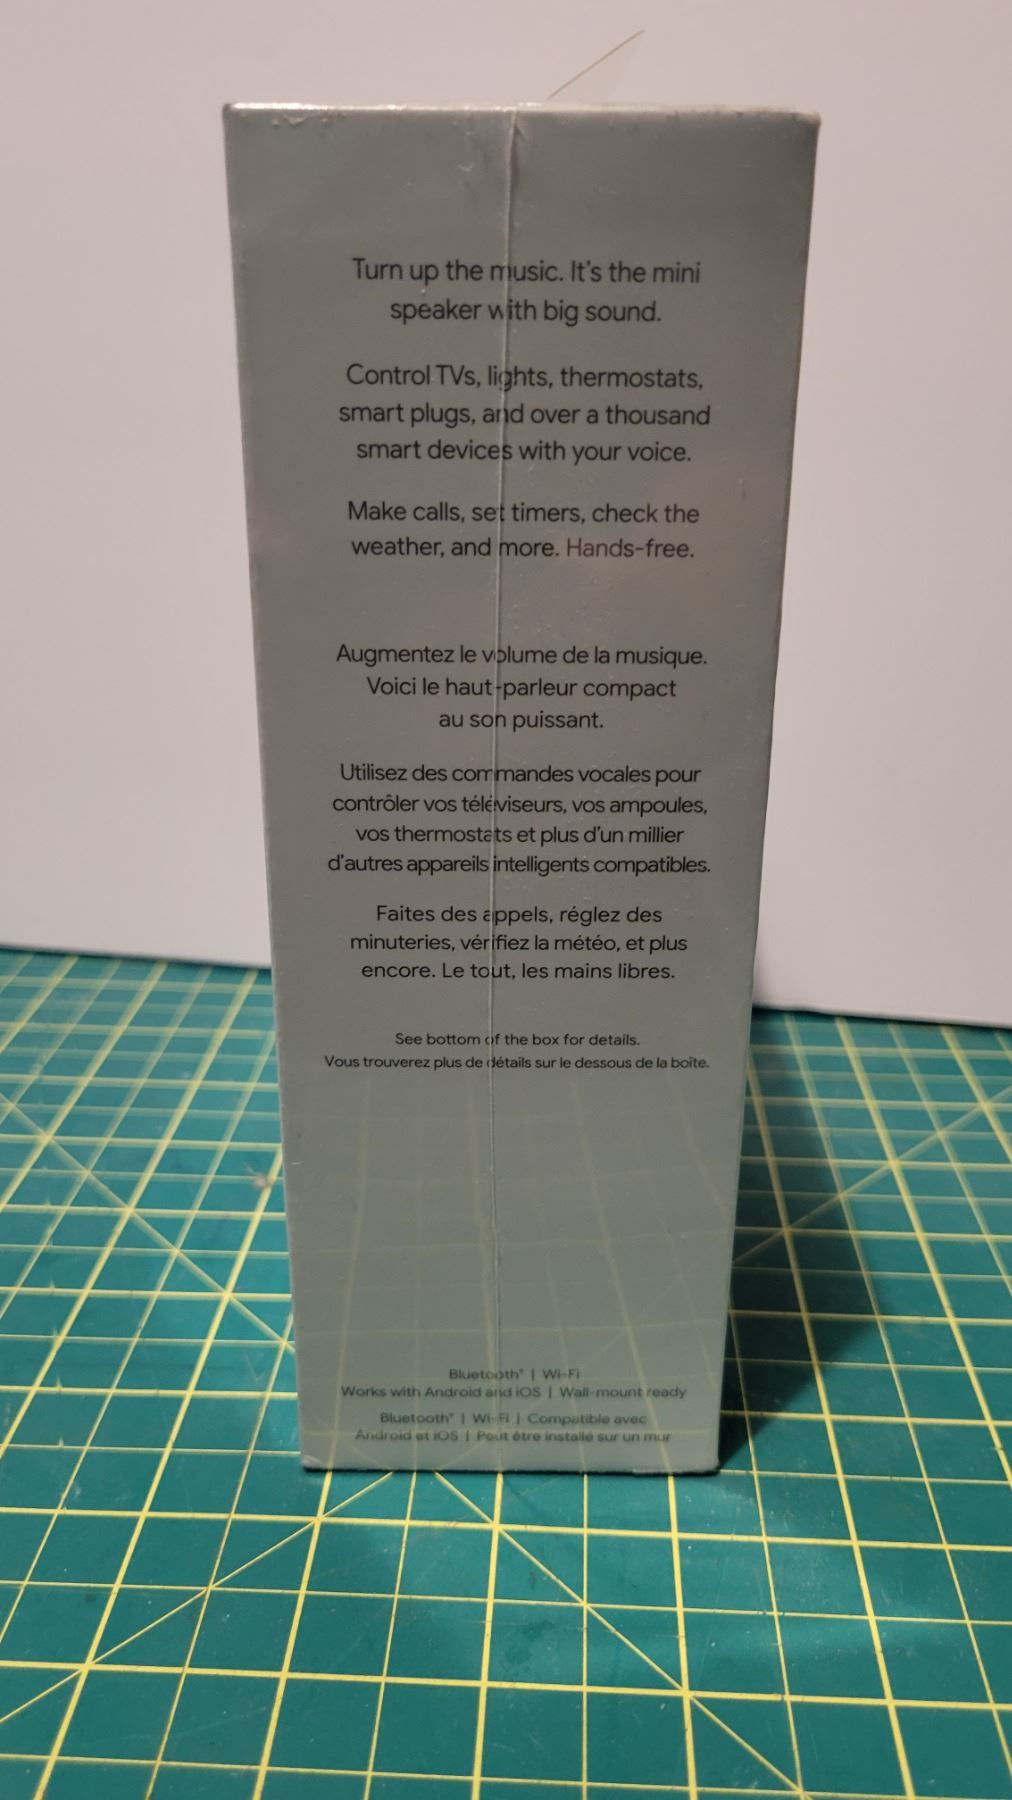 Turn up the music. It's the mini
speaker with big sound.
Control TVs, lights, thermostats,
smart plugs, and over a thousand
smart devices with your voice.
Make calls, set timers, check the
weather, and more. Hands-free.
Augmentez le volume de la musique.
Voici le haut-parleur compact
au son puissant.
Utilisez des commandes vocales pour
contrôler vos téléviseurs, vos ampoules,
vos thermostats et plus d'un millier
d'autres appareils intelligents compatibles.
Faites des appels, réglez des
minuteries, vérifiez la météo, et plus
encore. Le tout, les mains libres.
See bottom of the box for details.
Vous trouverez plus de détails sur le dessous de la boîte.
Bluetooth® | Wi-Fi
Works with Android and iOS | Wall-mount ready
Bluetooth® | Wi-Fi | Compatible avec
Android et iOS | Peut être installé sur un mur